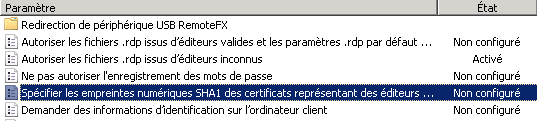 Paramètre État
Redirection de périphérique USB RemoteFX
Autoriser les fichiers .rdp issus d'éditeurs valides et les paramètres .rdp par défaut ... Non configuré
Autoriser les fichiers .rdp issus d'éditeurs inconnus Activé
Ne pas autoriser l'enregistrement des mots de passe Non configuré
Spécifier les empreintes numériques SHA1 des certificats représentant des éditeurs ... Non configuré
Demander des informations d'identification sur l'ordinateur client Non configuré